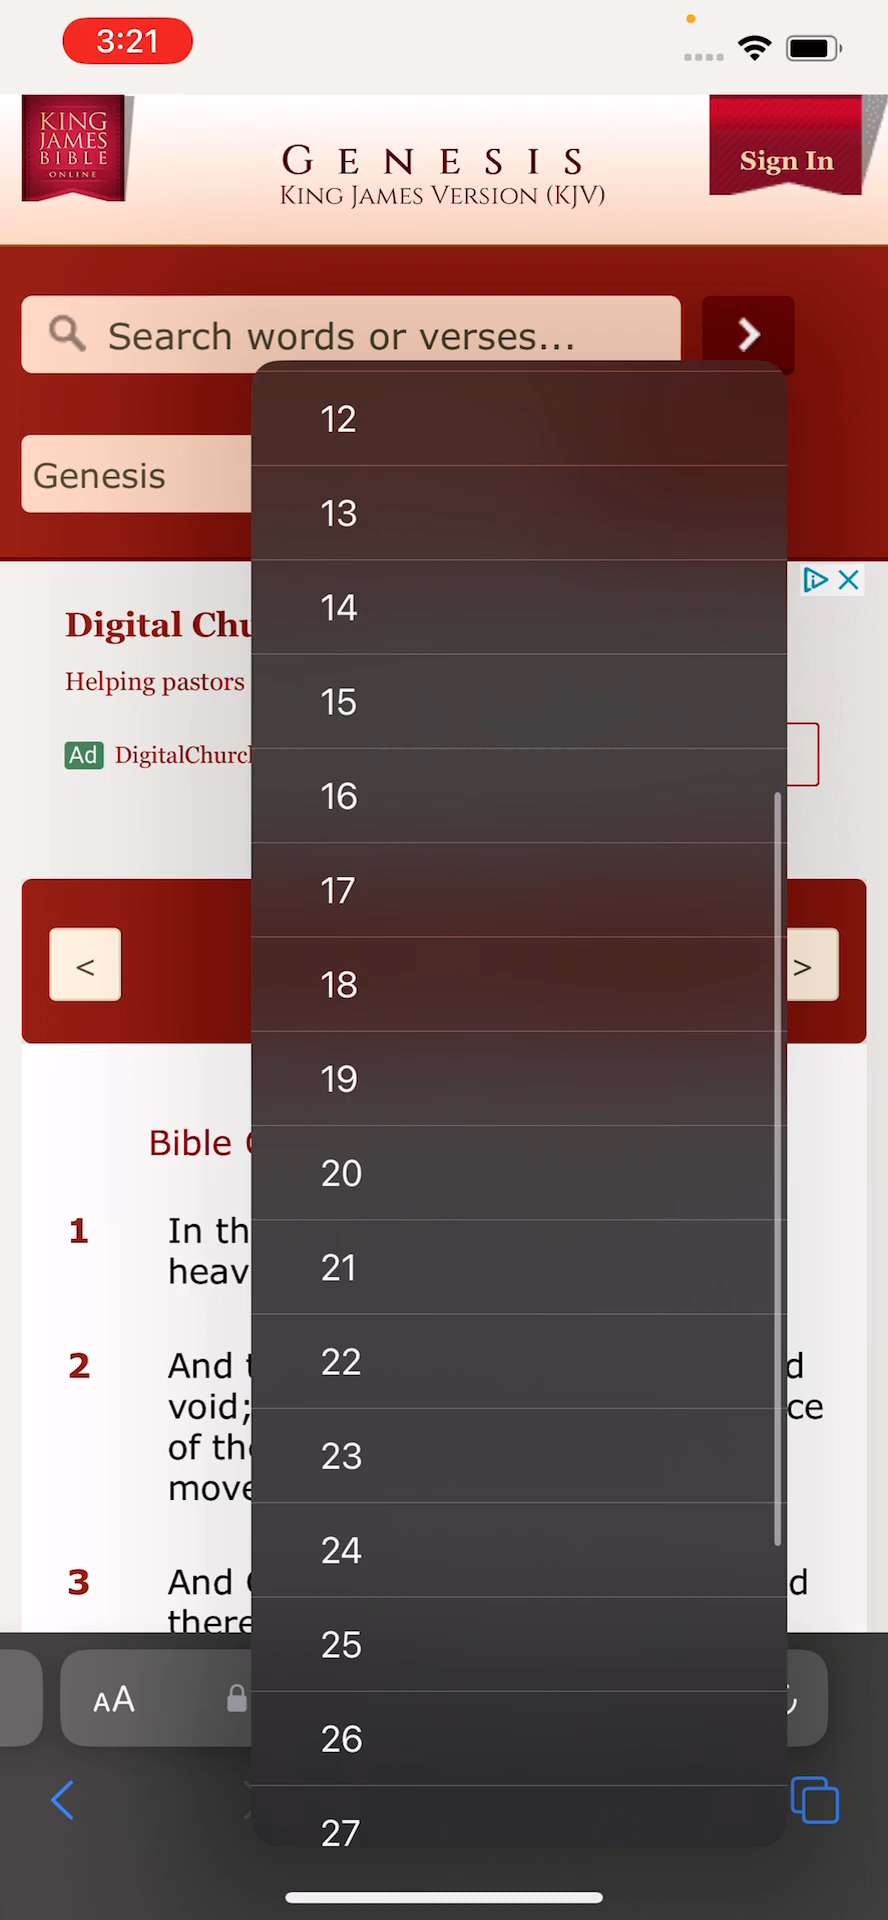 3:21
KING
JAMES
BIBLE
ONLINE
GENESIS
KING JAMES VERSION (KJV)
Sign In
Search words or verses...
Genesis
12
13
14
15
16
17
18
19
20
21
22
23
24
25
26
27
Digital Chu
Helping pastors
Ad DigitalChurch
<
>
Bible
1 In th
heav
2 And t d
void; ce
of the
move
3 And d
there
AA